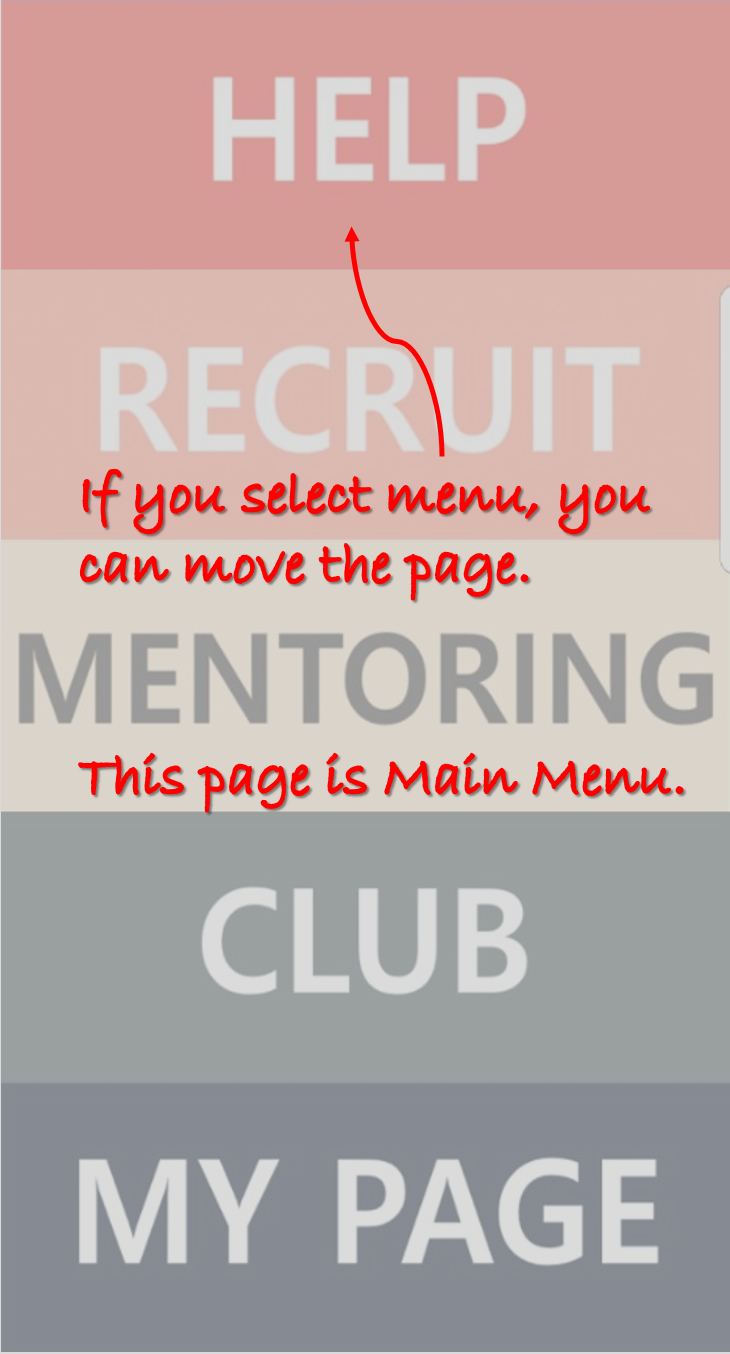 HELP
RECRUIT
If you select menu, you
can move the page.
MENTORING
This page is Main Menu.
CLUB
MY PAGE